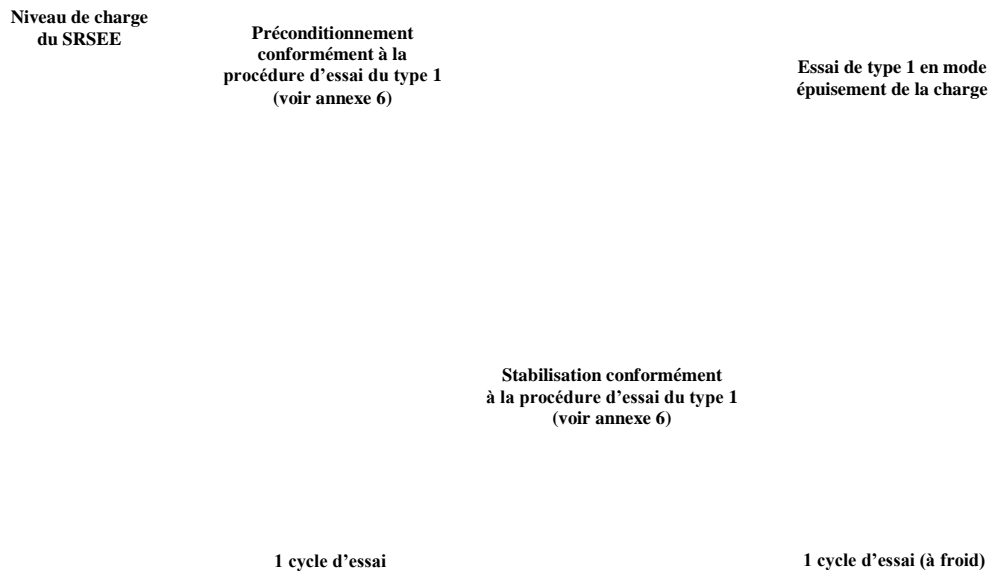 Niveau de charge
du SRSEE
Préconditionnement
conformément à la
procédure d'essai du type 1
(voir annexe 6)
Essai de type 1 en mode
épuisement de la charge
Stabilisation conformément
à la procédure d'essai du type 1
(voir annexe 6)
1 cycle d'essai
1 cycle d'essai (à froid)